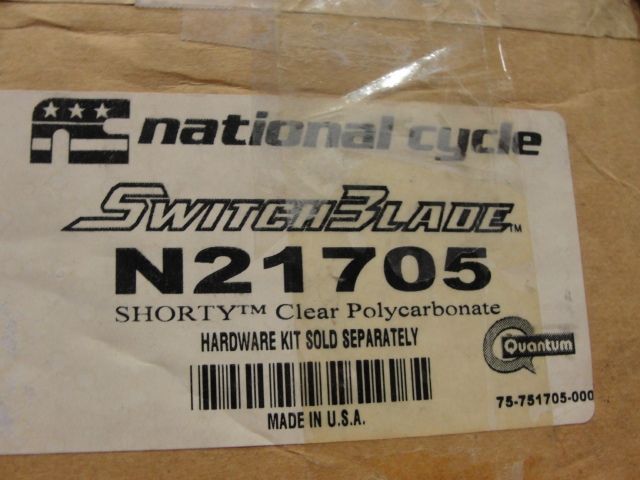 national cycle
SWITCHBLADE™
N21705
SHORTY™ Clear Polycarbonate
HARDWARE KIT SOLD SEPARATELY
Quantum
75-751705-000
MADE IN U.S.A.